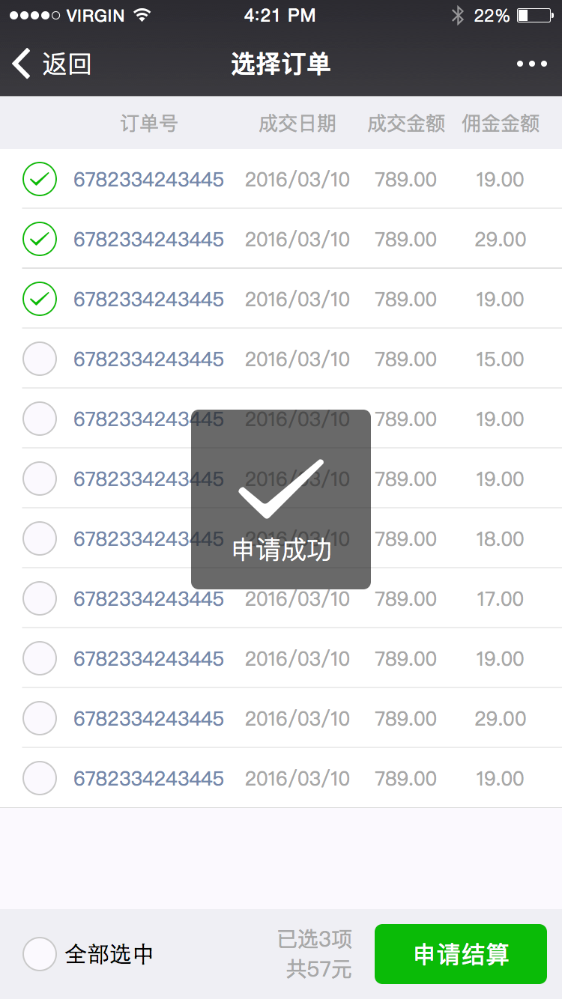 VIRGIN 4:21 PM 22%
返回 选择订单
订单号 成交日期 成交金额 佣金金额
6782334243445 2016/03/10 789.00 19.00
6782334243445 2016/03/10 789.00 29.00
6782334243445 2016/03/10 789.00 19.00
6782334243445 2016/03/10 789.00 15.00
6782334243445 2016/03/10 789.00 19.00
6782334243445 2016/03/10 789.00 19.00
6782334243445 2016/03/10 789.00 18.00
申请成功
6782334243445 2016/03/10 789.00 17.00
6782334243445 2016/03/10 789.00 19.00
6782334243445 2016/03/10 789.00 29.00
6782334243445 2016/03/10 789.00 19.00
全部选中
已选3项
共57元
申请结算